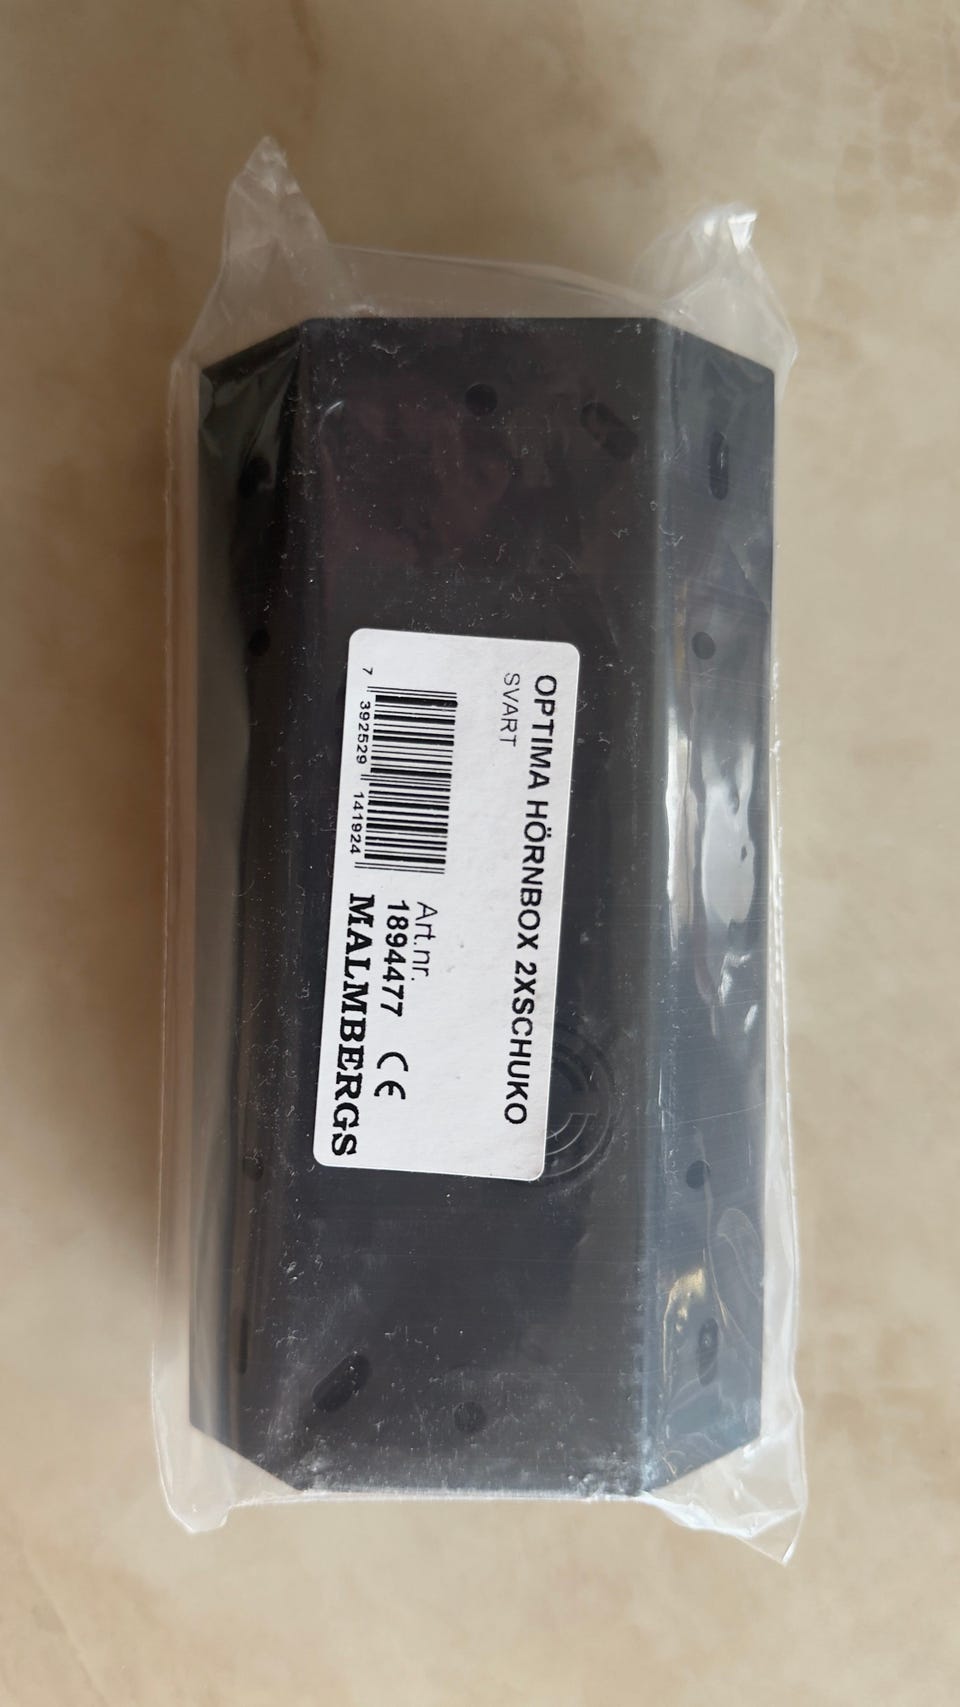 OPTIMA HÖRNBOX 2XSCHUKO
SVART
7 392529 141924
Art.nr.
1894477 CE
MALMBERGS